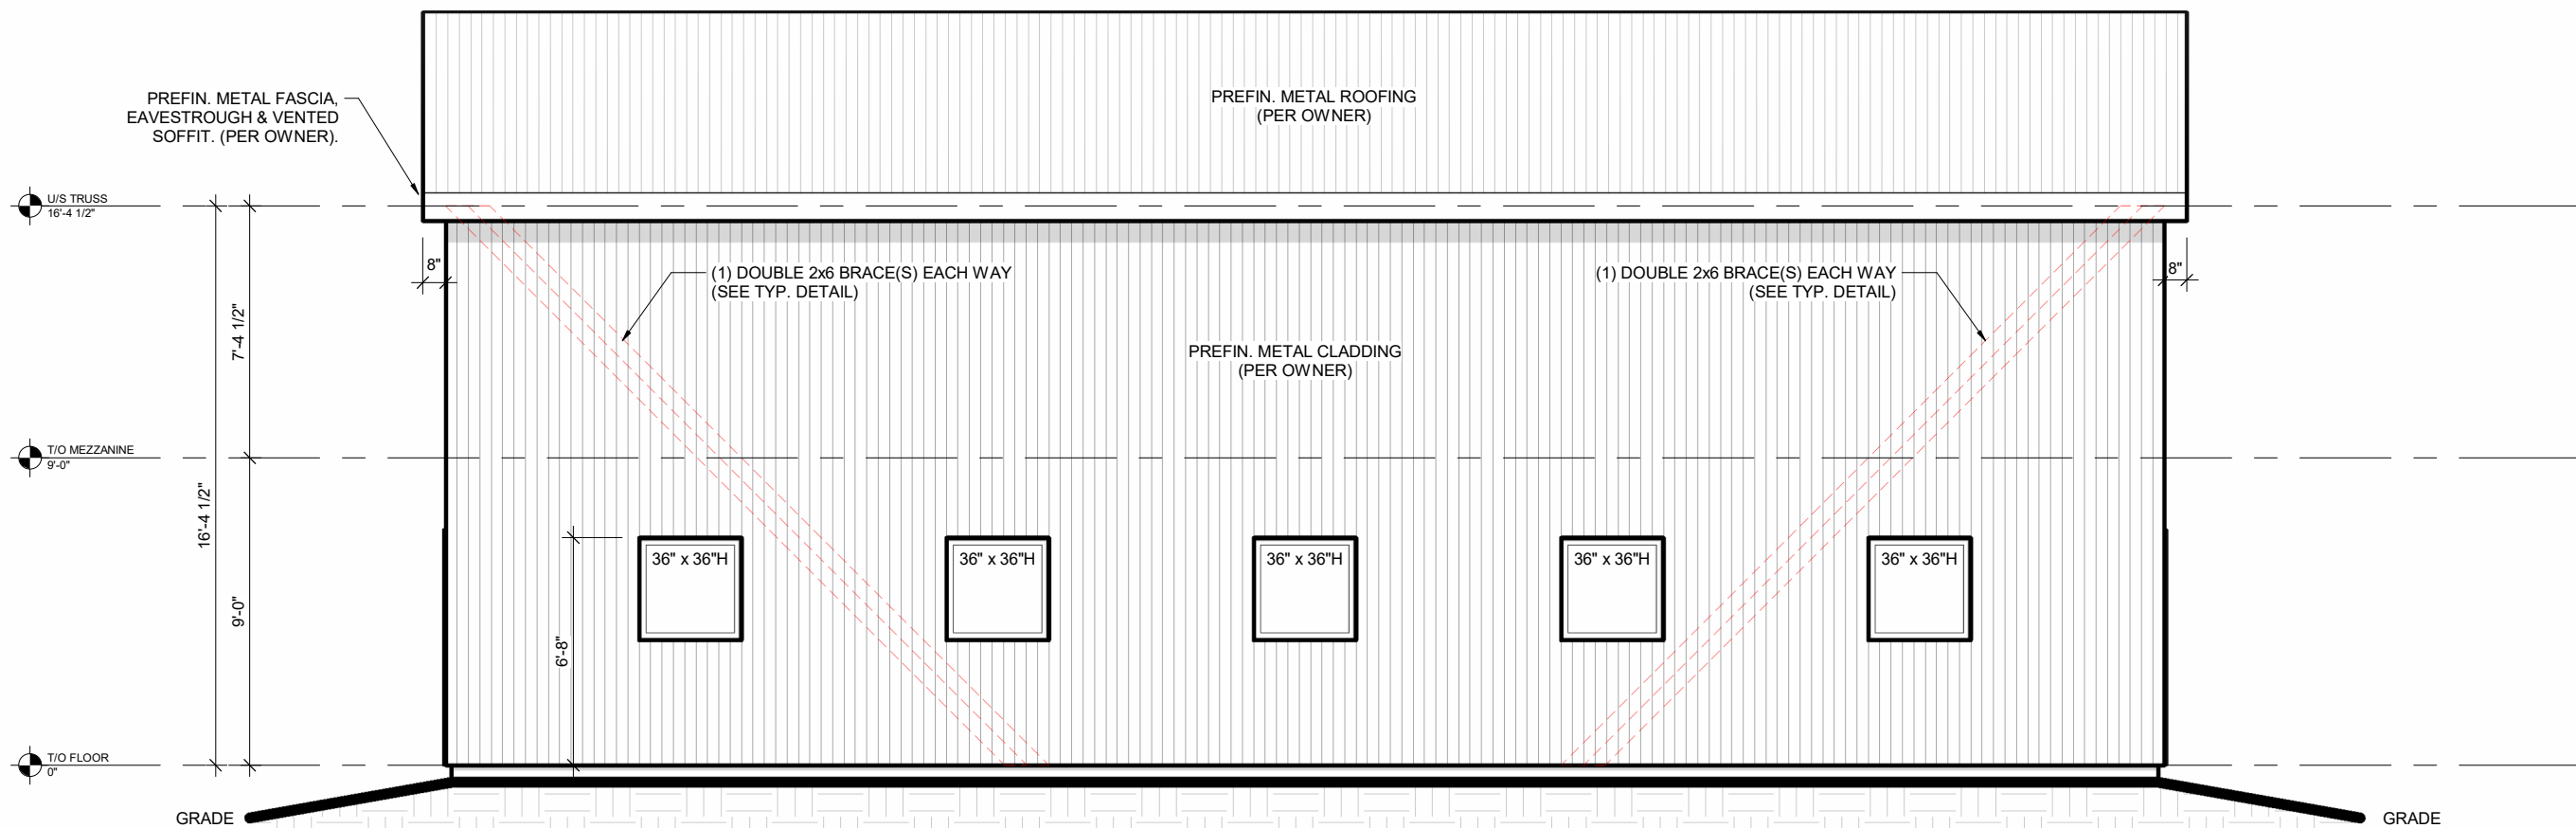 PREFIN. METAL FASCIA,
EAVESTROUGH & VENTED
SOFFIT. (PER OWNER).
PREFIN. METAL ROOFING
(PER OWNER)
U/S TRUSS
16'-4 1/2"
8"
8"
(1) DOUBLE 2x6 BRACE(S) EACH WAY
(SEE TYP. DETAIL)
(1) DOUBLE 2x6 BRACE(S) EACH WAY
(SEE TYP. DETAIL)
7'-4 1/2"
PREFIN. METAL CLADDING
(PER OWNER)
T/O MEZZANINE
9'-0"
16'-4 1/2"
36" x 36"H
36" x 36"H
36" x 36"H
36" x 36"H
36" x 36"H
9'-0"
6'-8"
T/O FLOOR
0"
GRADE
GRADE